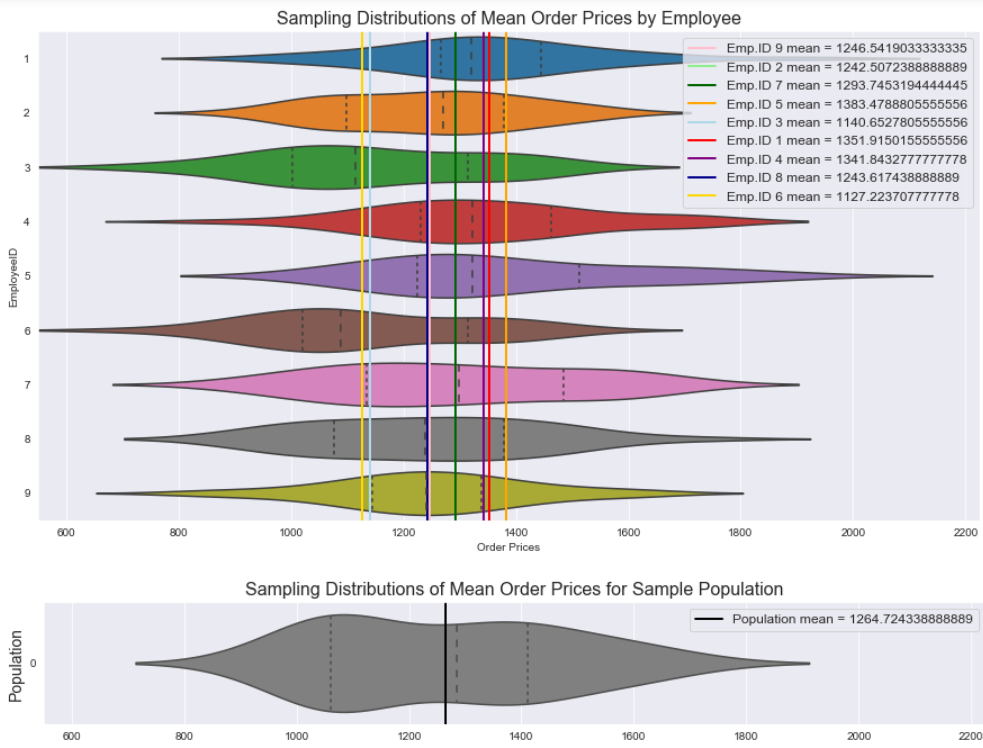 Sampling Distributions of Mean Order Prices by Employee
1
2
3
4
5
6
7
8
9
EmployeeID
Emp.ID 9 mean = 1246.5419033333335
Emp.ID 2 mean = 1242.5072388888889
Emp.ID 7 mean = 1293.7453194444445
Emp.ID 5 mean = 1383.4788805555556
Emp.ID 3 mean = 1140.6527805555556
Emp.ID 1 mean = 1351.9150155555556
Emp.ID 4 mean = 1341.8432777777778
Emp.ID 8 mean = 1243.617438888889
Emp.ID 6 mean = 1127.223707777778
600 800 1000 1200 1400 1600 1800 2000 2200
Order Prices
Sampling Distributions of Mean Order Prices for Sample Population
Population
0
Population mean = 1264.724338888889
600 800 1000 1200 1400 1600 1800 2000 2200